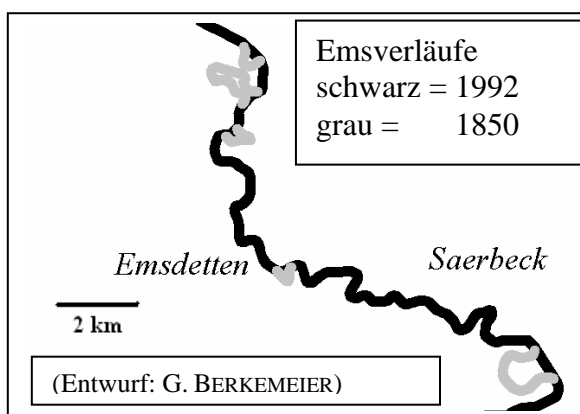 Emsverläufe
schwarz = 1992
grau = 1850
Emsdetten
Saerbeck
2 km
(Entwurf: G. BERKEMEIER)